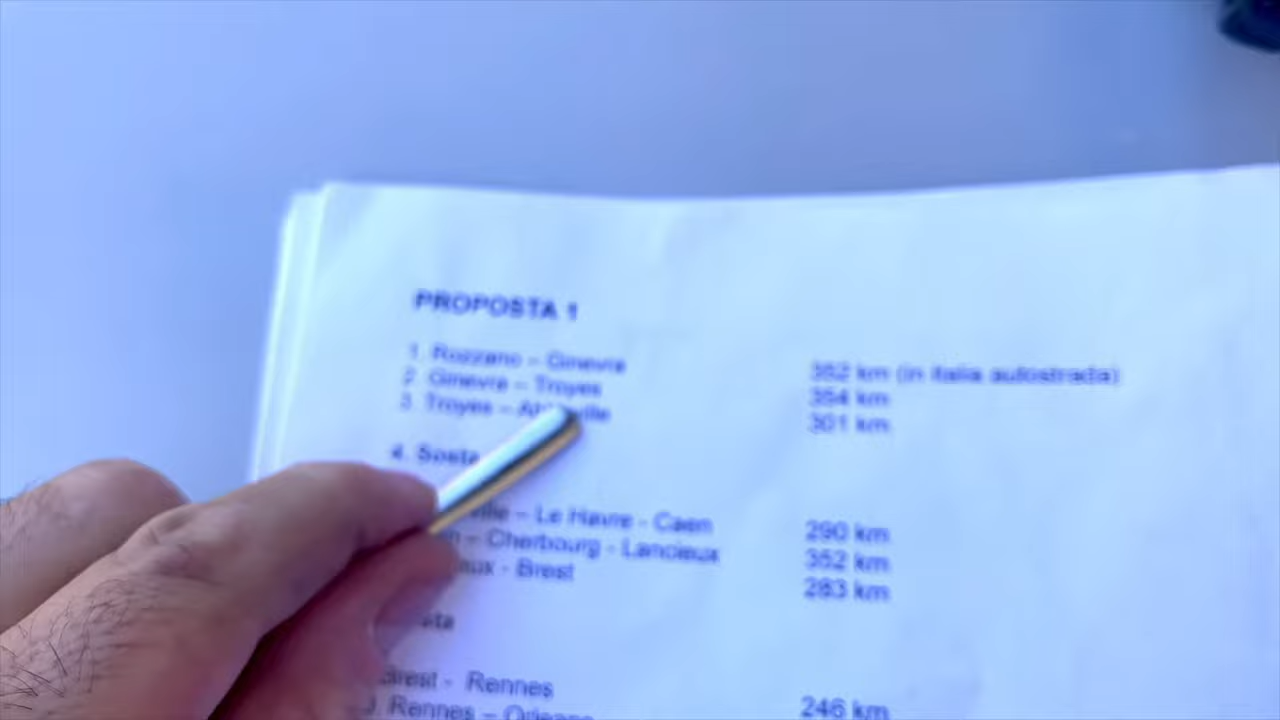 PROPOSTA 1
1. Rozzano – Ginevra 352 km (in Italia autostrada)
2. Ginevra – Troyes 354 km
3. Troyes – 301 km
4. Sosta
– Le Havre - Caen 290 km
– Cherbourg - Lancieux 352 km
- Brest 283 km
Brest - Rennes 246 km
Rennes – Orleans